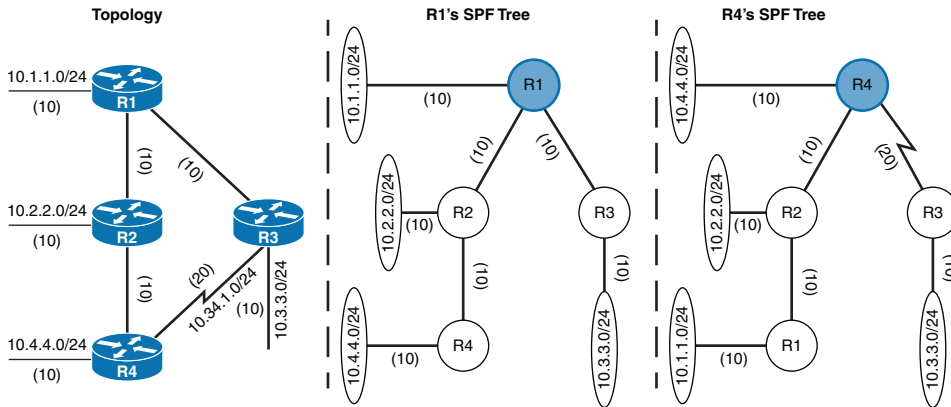 Topology
10.1.1.0/24
(10)
R1
(10)
(10)
10.2.2.0/24
(10)
R2
R3
(10)
(20)
10.34.1.0/24
(10)
10.3.3.0/24
10.4.4.0/24
(10)
R4
R1's SPF Tree
10.1.1.0/24
(10)
R1
(10)
(10)
10.2.2.0/24
(10)
R2
R3
(10)
(10)
10.4.4.0/24
(10)
R4
10.3.3.0/24
R4's SPF Tree
10.4.4.0/24
(10)
R4
(10)
(20)
10.2.2.0/24
(10)
R2
R3
(10)
(10)
10.1.1.0/24
(10)
R1
10.3.3.0/24